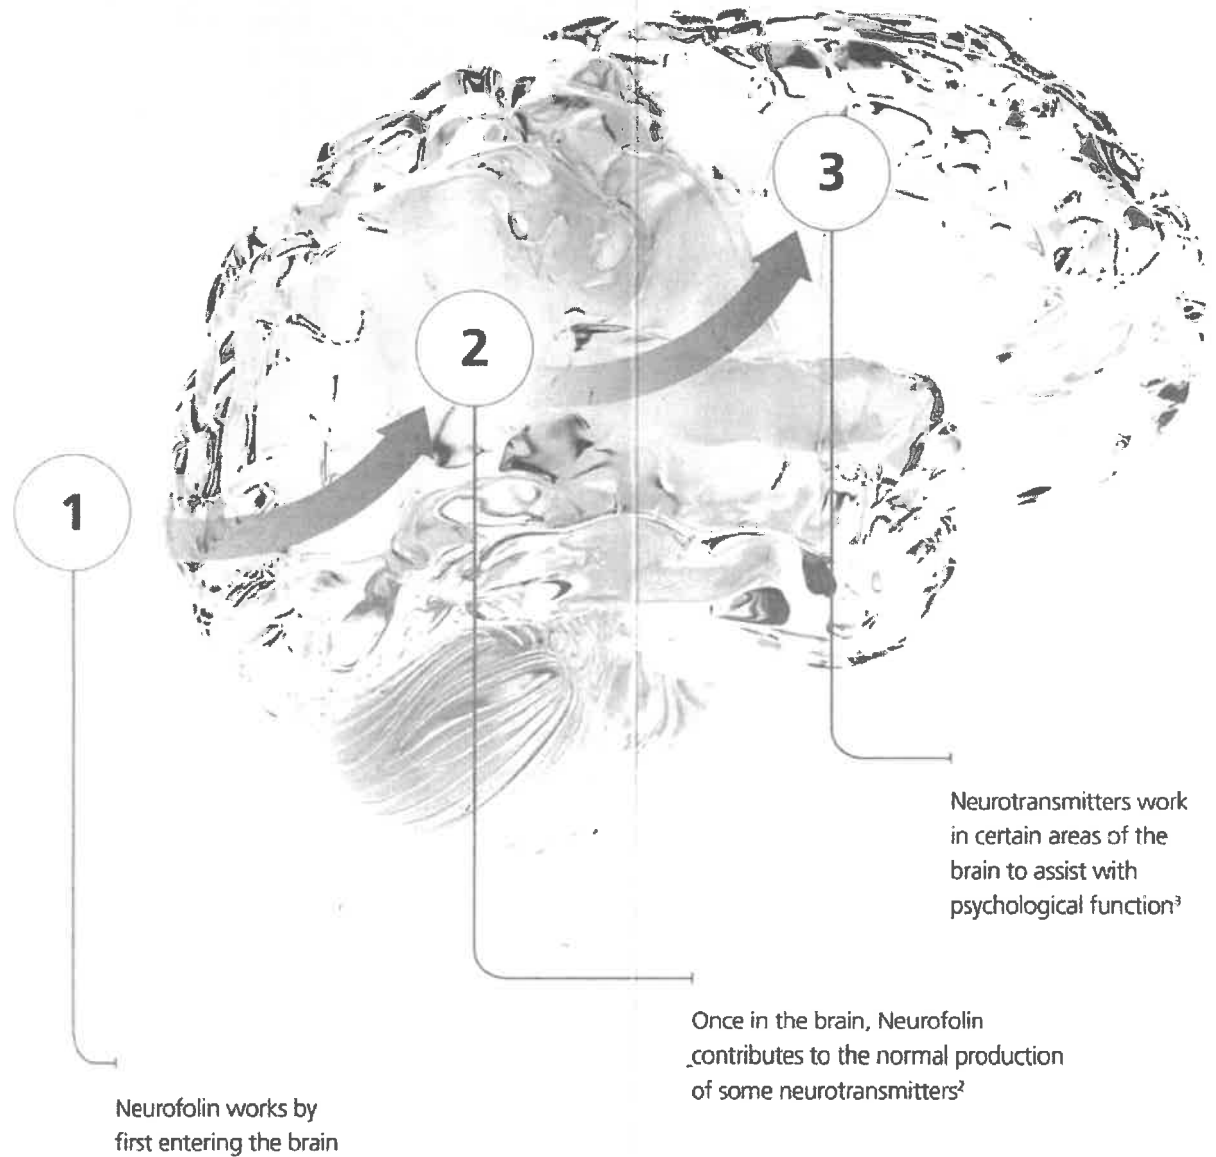 1
Neurofolin works by
first entering the brain
2
Once in the brain, Neurofolin
contributes to the normal production
of some neurotransmitters²
3
Neurotransmitters work
in certain areas of the
brain to assist with
psychological function³